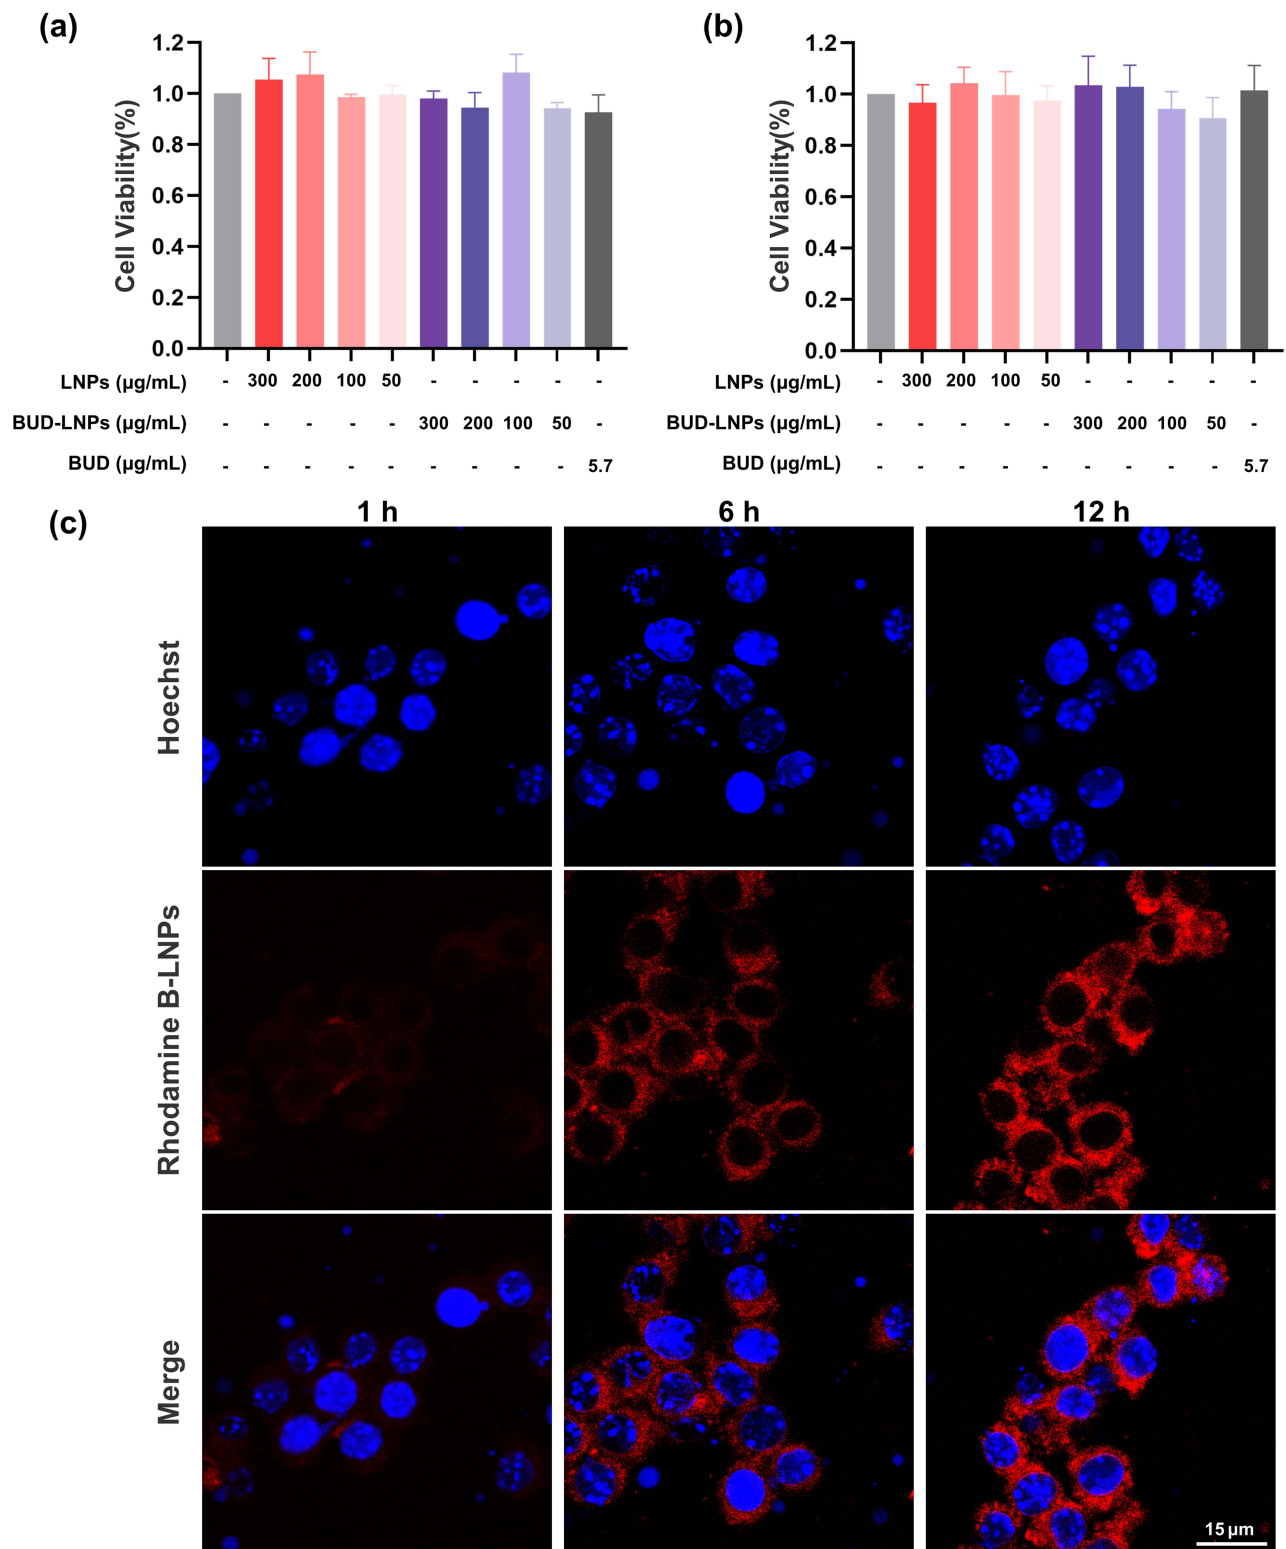 (a)
Cell Viability(%)
1.2
1.0
0.8
0.6
0.4
0.2
0.0
LNPs (μg/mL) - 300 200 100 50 - - - - -
BUD-LNPs (μg/mL) - - - - - 300 200 100 50 -
BUD (μg/mL) - - - - - - - - - 5.7
(b)
Cell Viability(%)
1.2
1.0
0.8
0.6
0.4
0.2
0.0
LNPs (μg/mL) - 300 200 100 50 - - - - -
BUD-LNPs (μg/mL) - - - - - 300 200 100 50 -
BUD (μg/mL) - - - - - - - - - 5.7
(c)
1 h 6 h 12 h
Hoechst
Rhodamine B-LNPs
Merge
15 μm